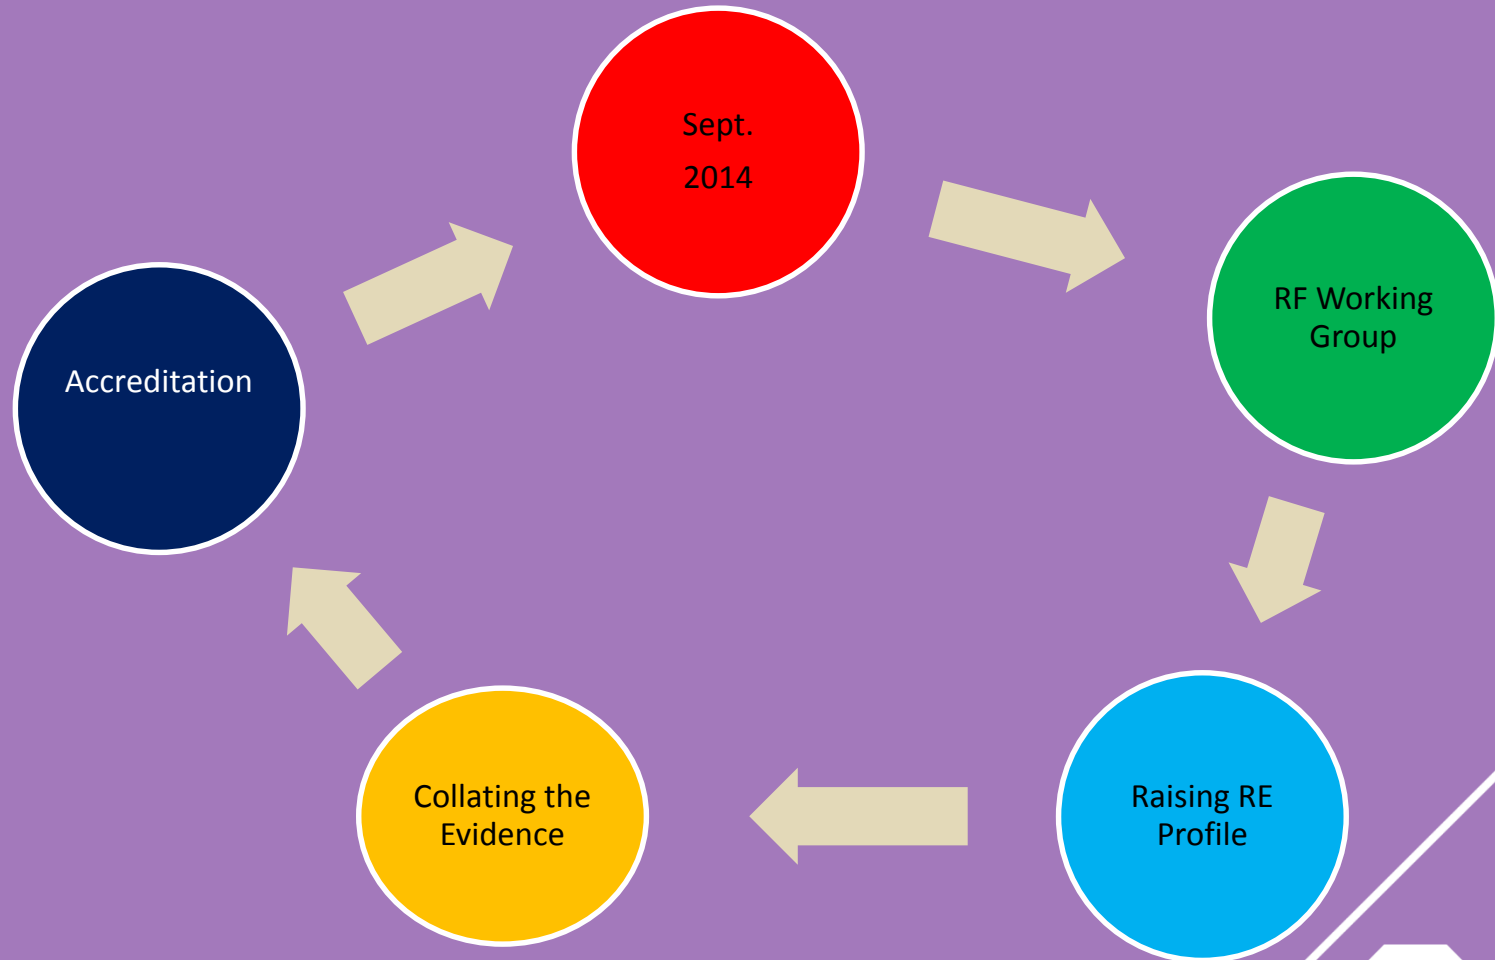 Sept.
2014
RF Working
Group
Raising RE
Profile
Collating the
Evidence
Accreditation